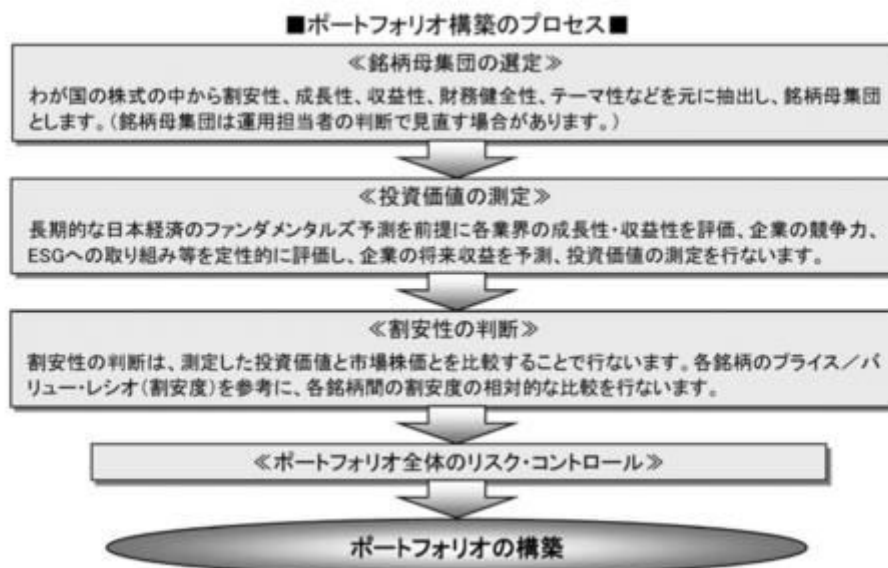 ■ポートフォリオ構築のプロセス■
≪銘柄母集団の選定≫
わが国の株式の中から割安性、成長性、収益性、財務健全性、テーマ性などを元に抽出し、銘柄母集団
とします。(銘柄母集団は運用担当者の判断で見直す場合があります。)
≪投資価値の測定≫
長期的な日本経済のファンダメンタルズ予測を前提に各業界の成長性・収益性を評価、企業の競争力、
ESGへの取り組み等を定性的に評価し、企業の将来収益を予測、投資価値の測定を行ないます。
≪割安性の判断≫
割安性の判断は、測定した投資価値と市場株価とを比較することで行ないます。各銘柄のプライス/バ
リュー・レシオ(割安度)を参考に、各銘柄間の割安度の相対的な比較を行ないます。
≪ポートフォリオ全体のリスク・コントロール≫
ポートフォリオの構築